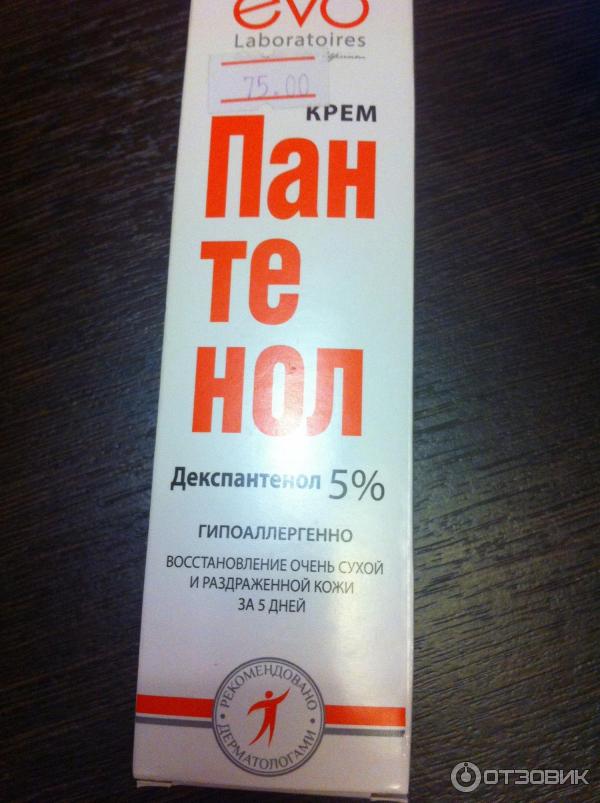 evo
Laboratoires
75.00
КРЕМ
Пан
те
нол
Декспантенол 5%
ГИПОАЛЛЕРГЕННО
ВОССТАНОВЛЕНИЕ ОЧЕНЬ СУХОЙ
И РАЗДРАЖЕННОЙ КОЖИ
ЗА 5 ДНЕЙ
РЕКОМЕНДОВАНО
ДЕРМАТОЛОГАМИ
ОТЗОВИК